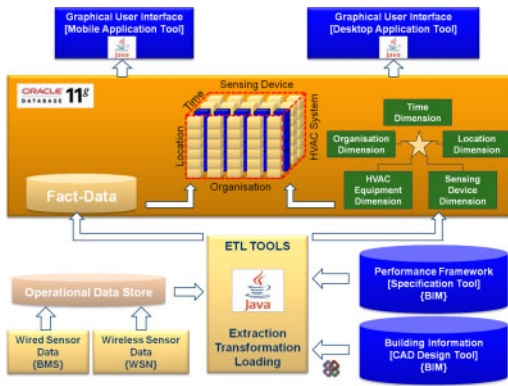 Graphical User Interface
[Mobile Application Tool]
Java
Graphical User Interface
[Desktop Application Tool]
Java
ORACLE
DATABASE
11g
Sensing Device
Time
Location
HVAC System
Organisation
Fact-Data
Time
Dimension
Organisation
Dimension
Location
Dimension
HVAC
Equipment
Dimension
Sensing
Device
Dimension
ETL TOOLS
Java
Extraction
Transformation
Loading
Operational Data Store
Wired Sensor
Data
{BMS}
Wireless Sensor
Data
{WSN}
Performance Framework
[Specification Tool]
{BIM}
Building Information
[CAD Design Tool]
{BIM}